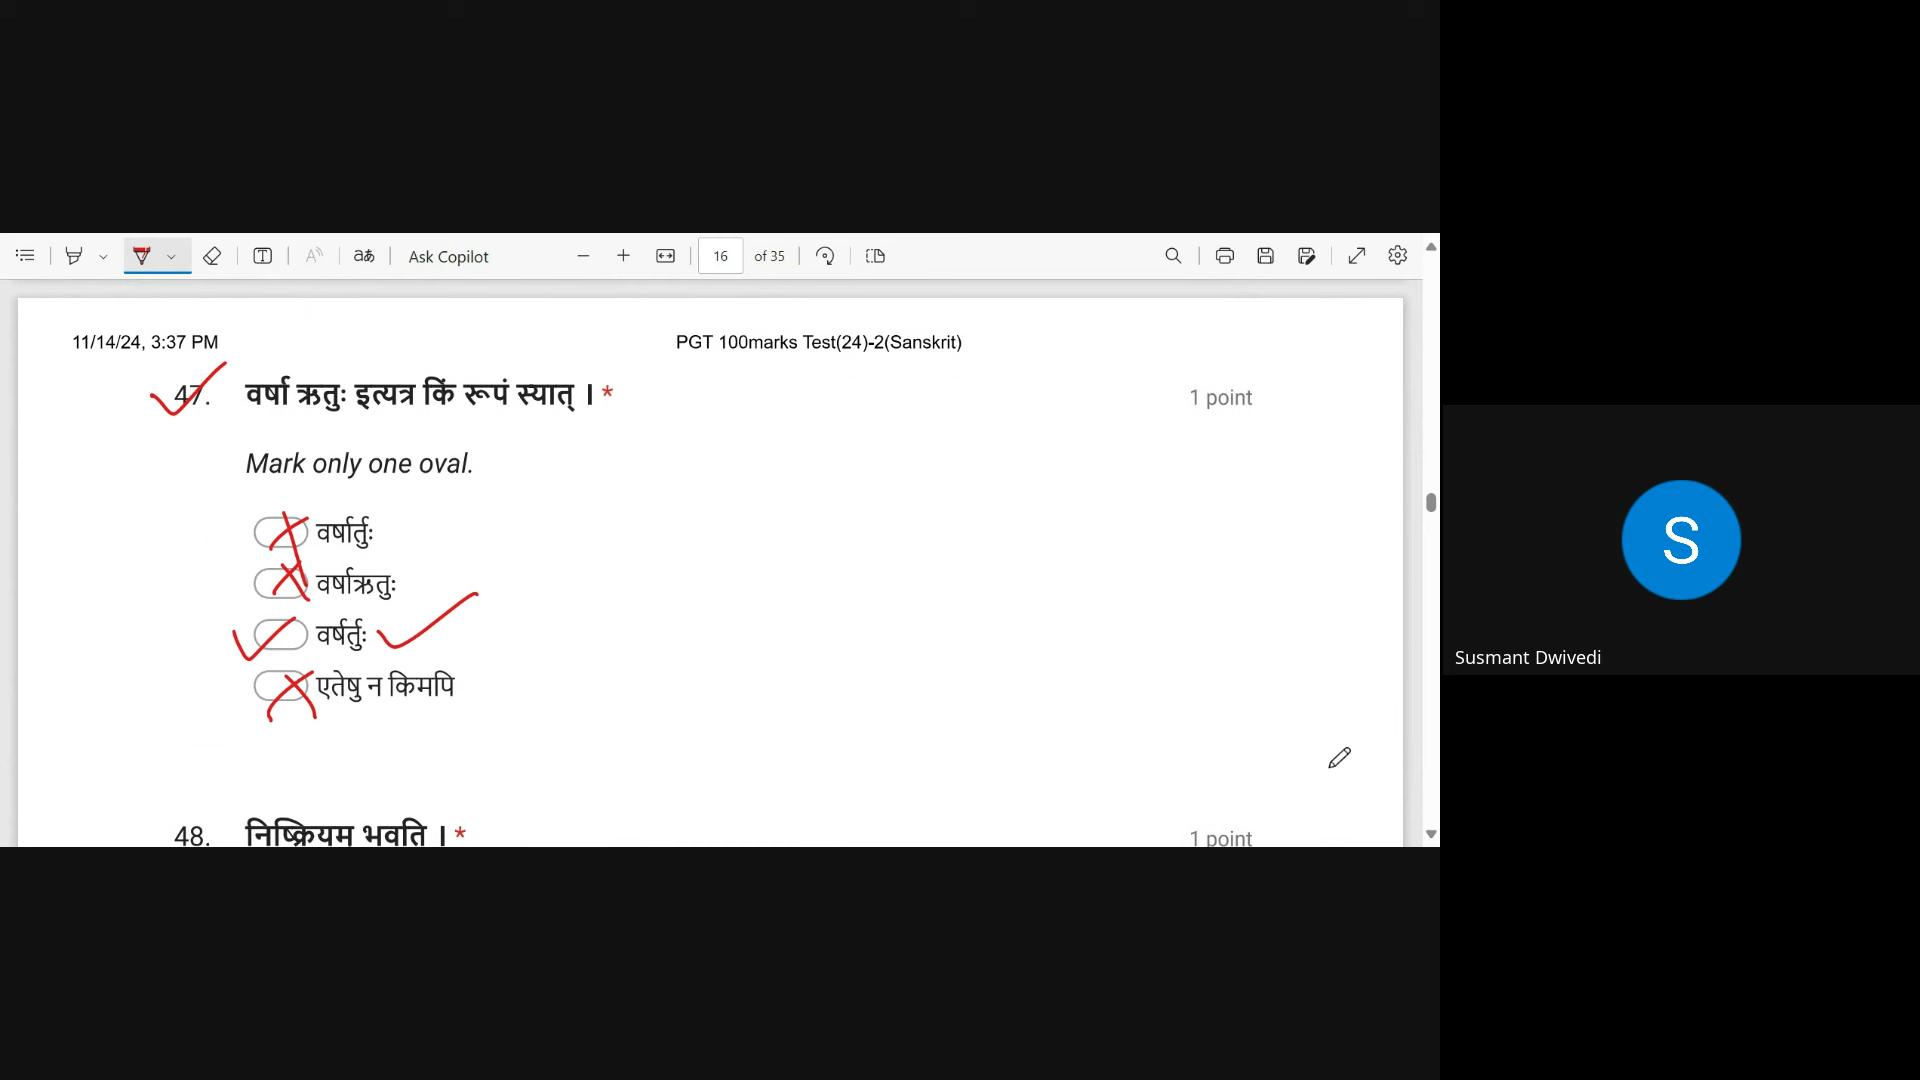 Ask Copilot
16 of 35
11/14/24, 3:37 PM PGT 100marks Test(24)-2(Sanskrit)
47. वर्षा ऋतुः इत्यत्र किं रूपं स्यात् । * 1 point
Mark only one oval.
वर्षार्तुः
वर्षाऋतुः
वर्षर्तुः
एतेषु न किमपि
48. निष्क्रियम भवति । * 1 point
S
Susmant Dwivedi